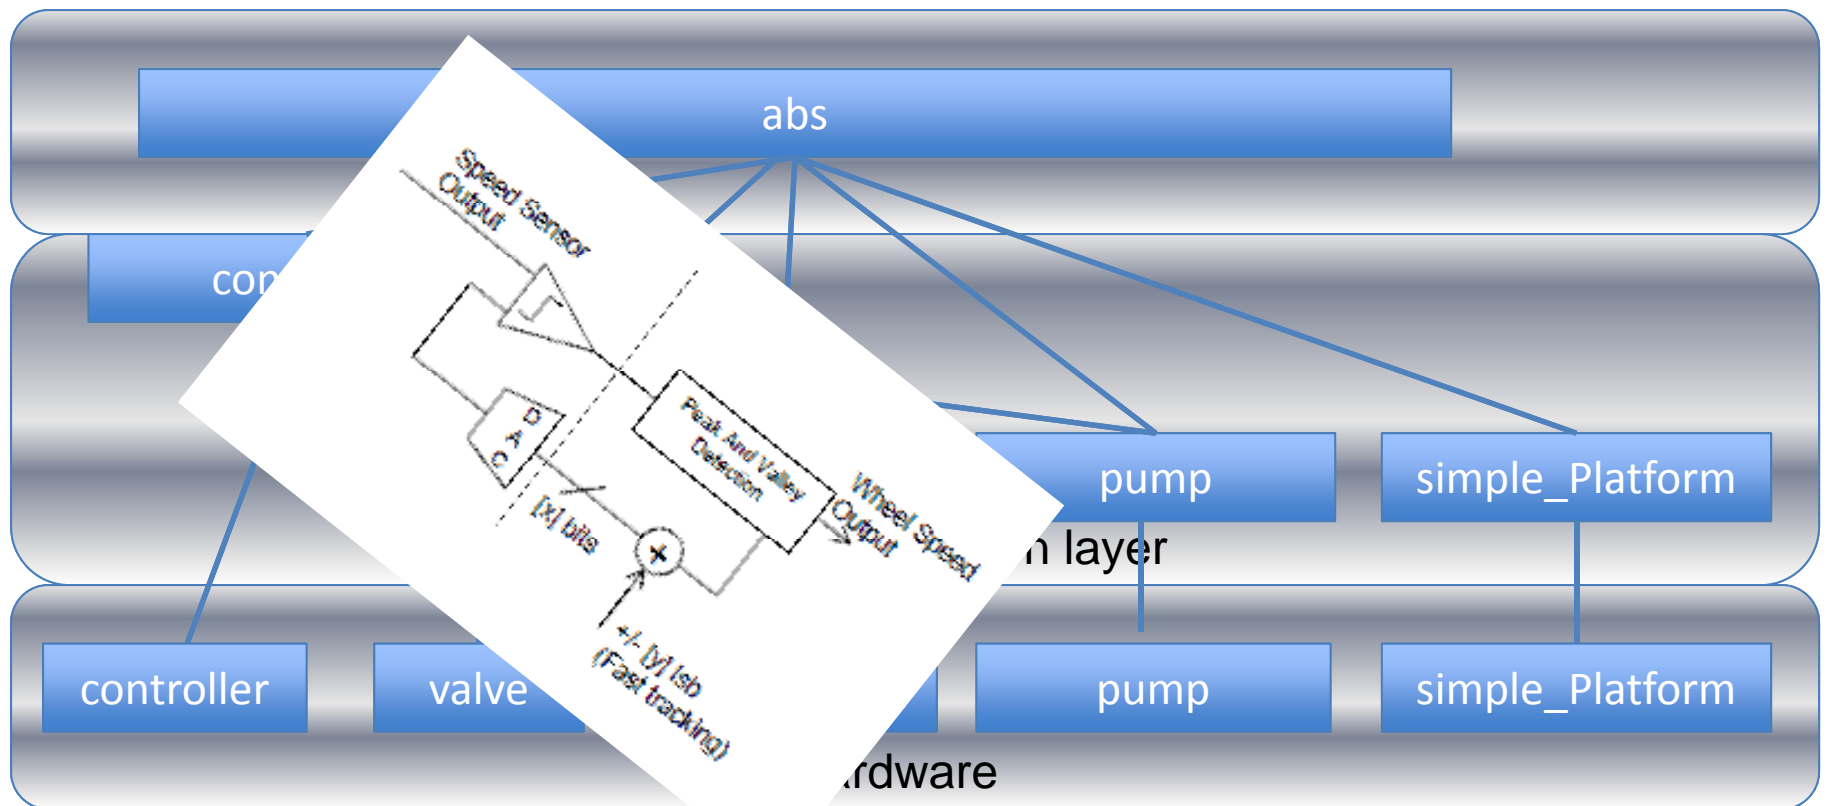 abs
Speed Sensor
Output
con
D
A
C
Peak And Valley
Detection
[x] bits
+
Wheel Speed
Output
+/- [y] lsb
(Fast tracking)
pump
simple_Platform
layer
controller
valve
pump
simple_Platform